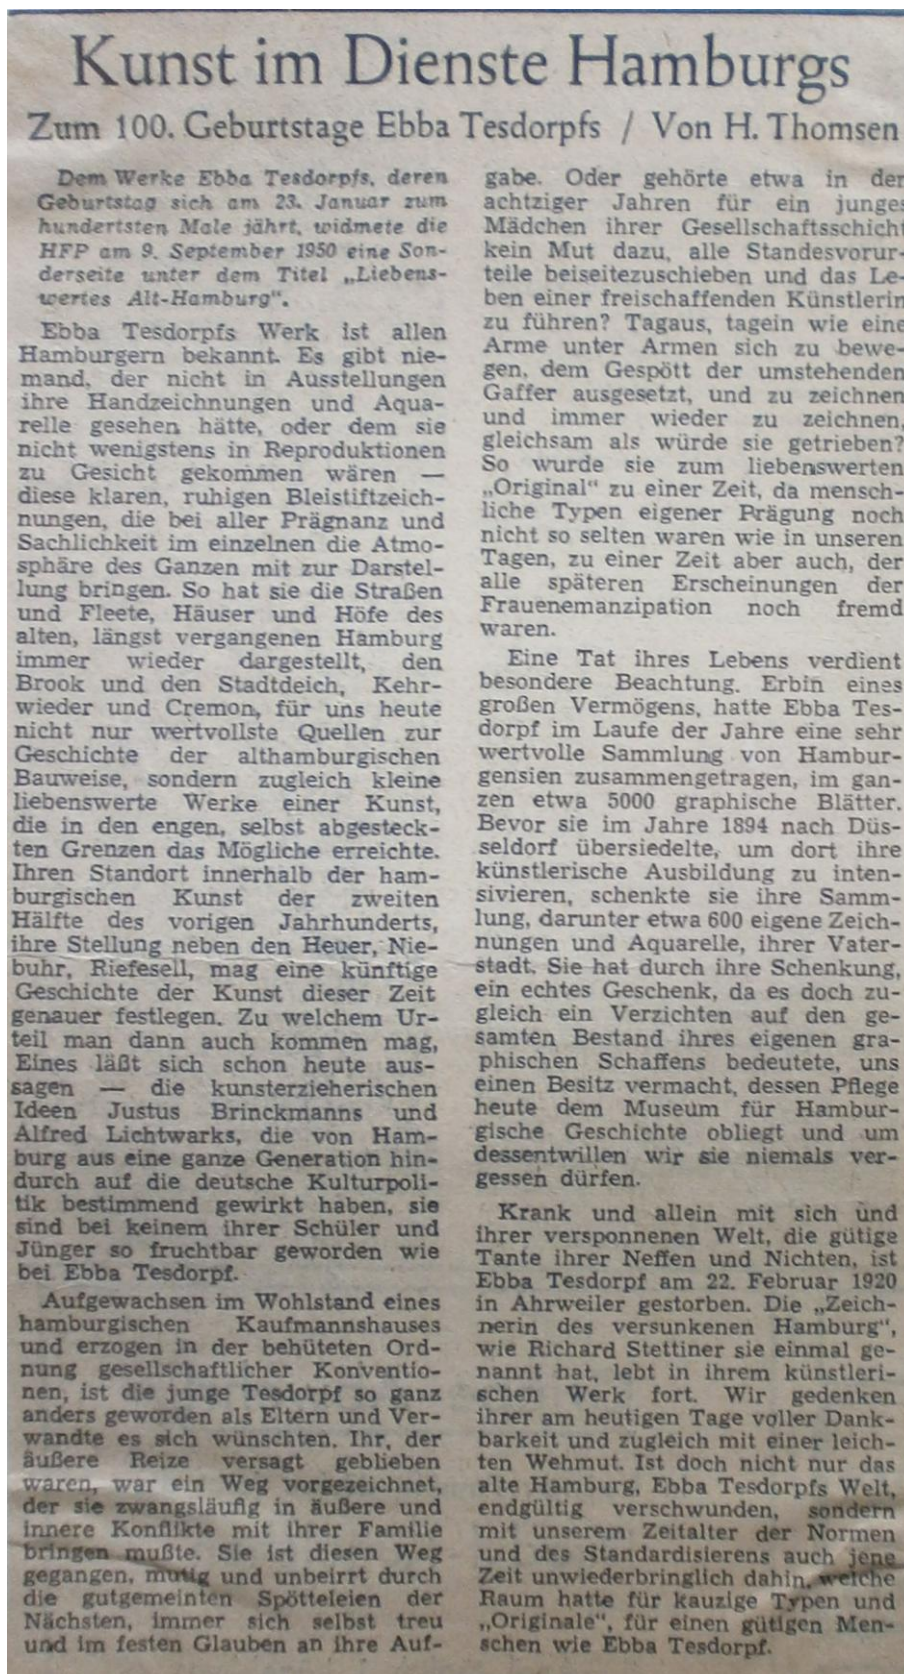 Kunst im Dienste Hamburgs
Zum 100. Geburtstage Ebba Tesdorpfs / Von H. Thomsen
Dem Werke Ebba Tesdorpfs, deren
Geburtstag sich am 23. Januar zum
hundertsten Male jährt, widmete die
HFP am 9. September 1950 eine Son-
derseite unter dem Titel „Liebens-
wertes Alt-Hamburg“.
Ebba Tesdorpfs Werk ist allen
Hamburgern bekannt. Es gibt nie-
mand, der nicht in Ausstellungen
ihre Handzeichnungen und Aqua-
relle gesehen hätte, oder dem sie
nicht wenigstens in Reproduktionen
zu Gesicht gekommen wären —
diese klaren, ruhigen Bleistiftzeich-
nungen, die bei aller Prägnanz und
Sachlichkeit im einzelnen die Atmo-
sphäre des Ganzen mit zur Darstel-
lung bringen. So hat sie die Straßen
und Fleete, Häuser und Höfe des
alten, längst vergangenen Hamburg
immer wieder dargestellt, den
Brook und den Stadtdeich, Kehr-
wieder und Cremon, für uns heute
nicht nur wertvollste Quellen zur
Geschichte der althamburgischen
Bauweise, sondern zugleich kleine
liebenswerte Werke einer Kunst,
die in den engen, selbst abgesteck-
ten Grenzen das Mögliche erreichte.
Ihren Standort innerhalb der ham-
burgischen Kunst der zweiten
Hälfte des vorigen Jahrhunderts,
ihre Stellung neben den Heuer, Nie-
buhr, Riefesell, mag eine künftige
Geschichte der Kunst dieser Zeit
genauer festlegen. Zu welchem Ur-
teil man dann auch kommen mag,
Eines läßt sich schon heute aus-
sagen — die kunsterzieherischen
Ideen Justus Brinckmanns und
Alfred Lichtwarks, die von Ham-
burg aus eine ganze Generation hin-
durch auf die deutsche Kulturpoli-
tik bestimmend gewirkt haben, sie
sind bei keinem ihrer Schüler und
Jünger so fruchtbar geworden wie
bei Ebba Tesdorpf.
Aufgewachsen im Wohlstand eines
hamburgischen Kaufmannshauses
und erzogen in der behüteten Ord-
nung gesellschaftlicher Konventio-
nen, ist die junge Tesdorpf so ganz
anders geworden als Eltern und Ver-
wandte es sich wünschten. Ihr, der
äußere Reize versagt geblieben
waren, war ein Weg vorgezeichnet,
der sie zwangsläufig in äußere und
innere Konflikte mit ihrer Familie
bringen mußte. Sie ist diesen Weg
gegangen, mutig und unbeirrt durch
die gutgemeinten Spötteleien der
Nächsten, immer sich selbst treu
und im festen Glauben an ihre Auf-
gabe. Oder gehörte etwa in der
achtziger Jahren für ein junges
Mädchen ihrer Gesellschaftsschicht
kein Mut dazu, alle Standesvorur-
teile beiseitezuschieben und das Le-
ben einer freischaffenden Künstlerin
zu führen? Tagaus, tagein wie eine
Arme unter Armen sich zu bewe-
gen, dem Gespött der umstehenden
Gaffer ausgesetzt, und zu zeichnen
und immer wieder zu zeichnen,
gleichsam als würde sie getrieben?
So wurde sie zum liebenswerten
„Original“ zu einer Zeit, da mensch-
liche Typen eigener Prägung noch
nicht so selten waren wie in unseren
Tagen, zu einer Zeit aber auch, der
alle späteren Erscheinungen der
Frauenemanzipation noch fremd
waren.
Eine Tat ihres Lebens verdient
besondere Beachtung. Erbin eines
großen Vermögens, hatte Ebba Tes-
dorpf im Laufe der Jahre eine sehr
wertvolle Sammlung von Hambur-
gensien zusammengetragen, im gan-
zen etwa 5000 graphische Blätter.
Bevor sie im Jahre 1894 nach Düs-
seldorf übersiedelte, um dort ihre
künstlerische Ausbildung zu inten-
sivieren, schenkte sie ihre Samm-
lung, darunter etwa 600 eigene Zeich-
nungen und Aquarelle, ihrer Vater-
stadt. Sie hat durch ihre Schenkung,
ein echtes Geschenk, da es doch zu-
gleich ein Verzichten auf den ge-
samten Bestand ihres eigenen gra-
phischen Schaffens bedeutete, uns
einen Besitz vermacht, dessen Pflege
heute dem Museum für Hambur-
gische Geschichte obliegt und um
dessentwillen wir sie niemals ver-
gessen dürfen.
Krank und allein mit sich und
ihrer versponnenen Welt, die gütige
Tante ihrer Neffen und Nichten, ist
Ebba Tesdorpf am 22. Februar 1920
in Ahrweiler gestorben. Die „Zeich-
nerin des versunkenen Hamburg“,
wie Richard Stettiner sie einmal ge-
nannt hat, lebt in ihrem künstleri-
schen Werk fort. Wir gedenken
ihrer am heutigen Tage voller Dank-
barkeit und zugleich mit einer leich-
ten Wehmut. Ist doch nicht nur das
alte Hamburg, Ebba Tesdorpfs Welt,
endgültig verschwunden, sondern
mit unserem Zeitalter der Normen
und des Standardisierens auch jene
Zeit unwiederbringlich dahin, welche
Raum hatte für kauzige Typen und
„Originale“, für einen gütigen Men-
schen wie Ebba Tesdorpf.